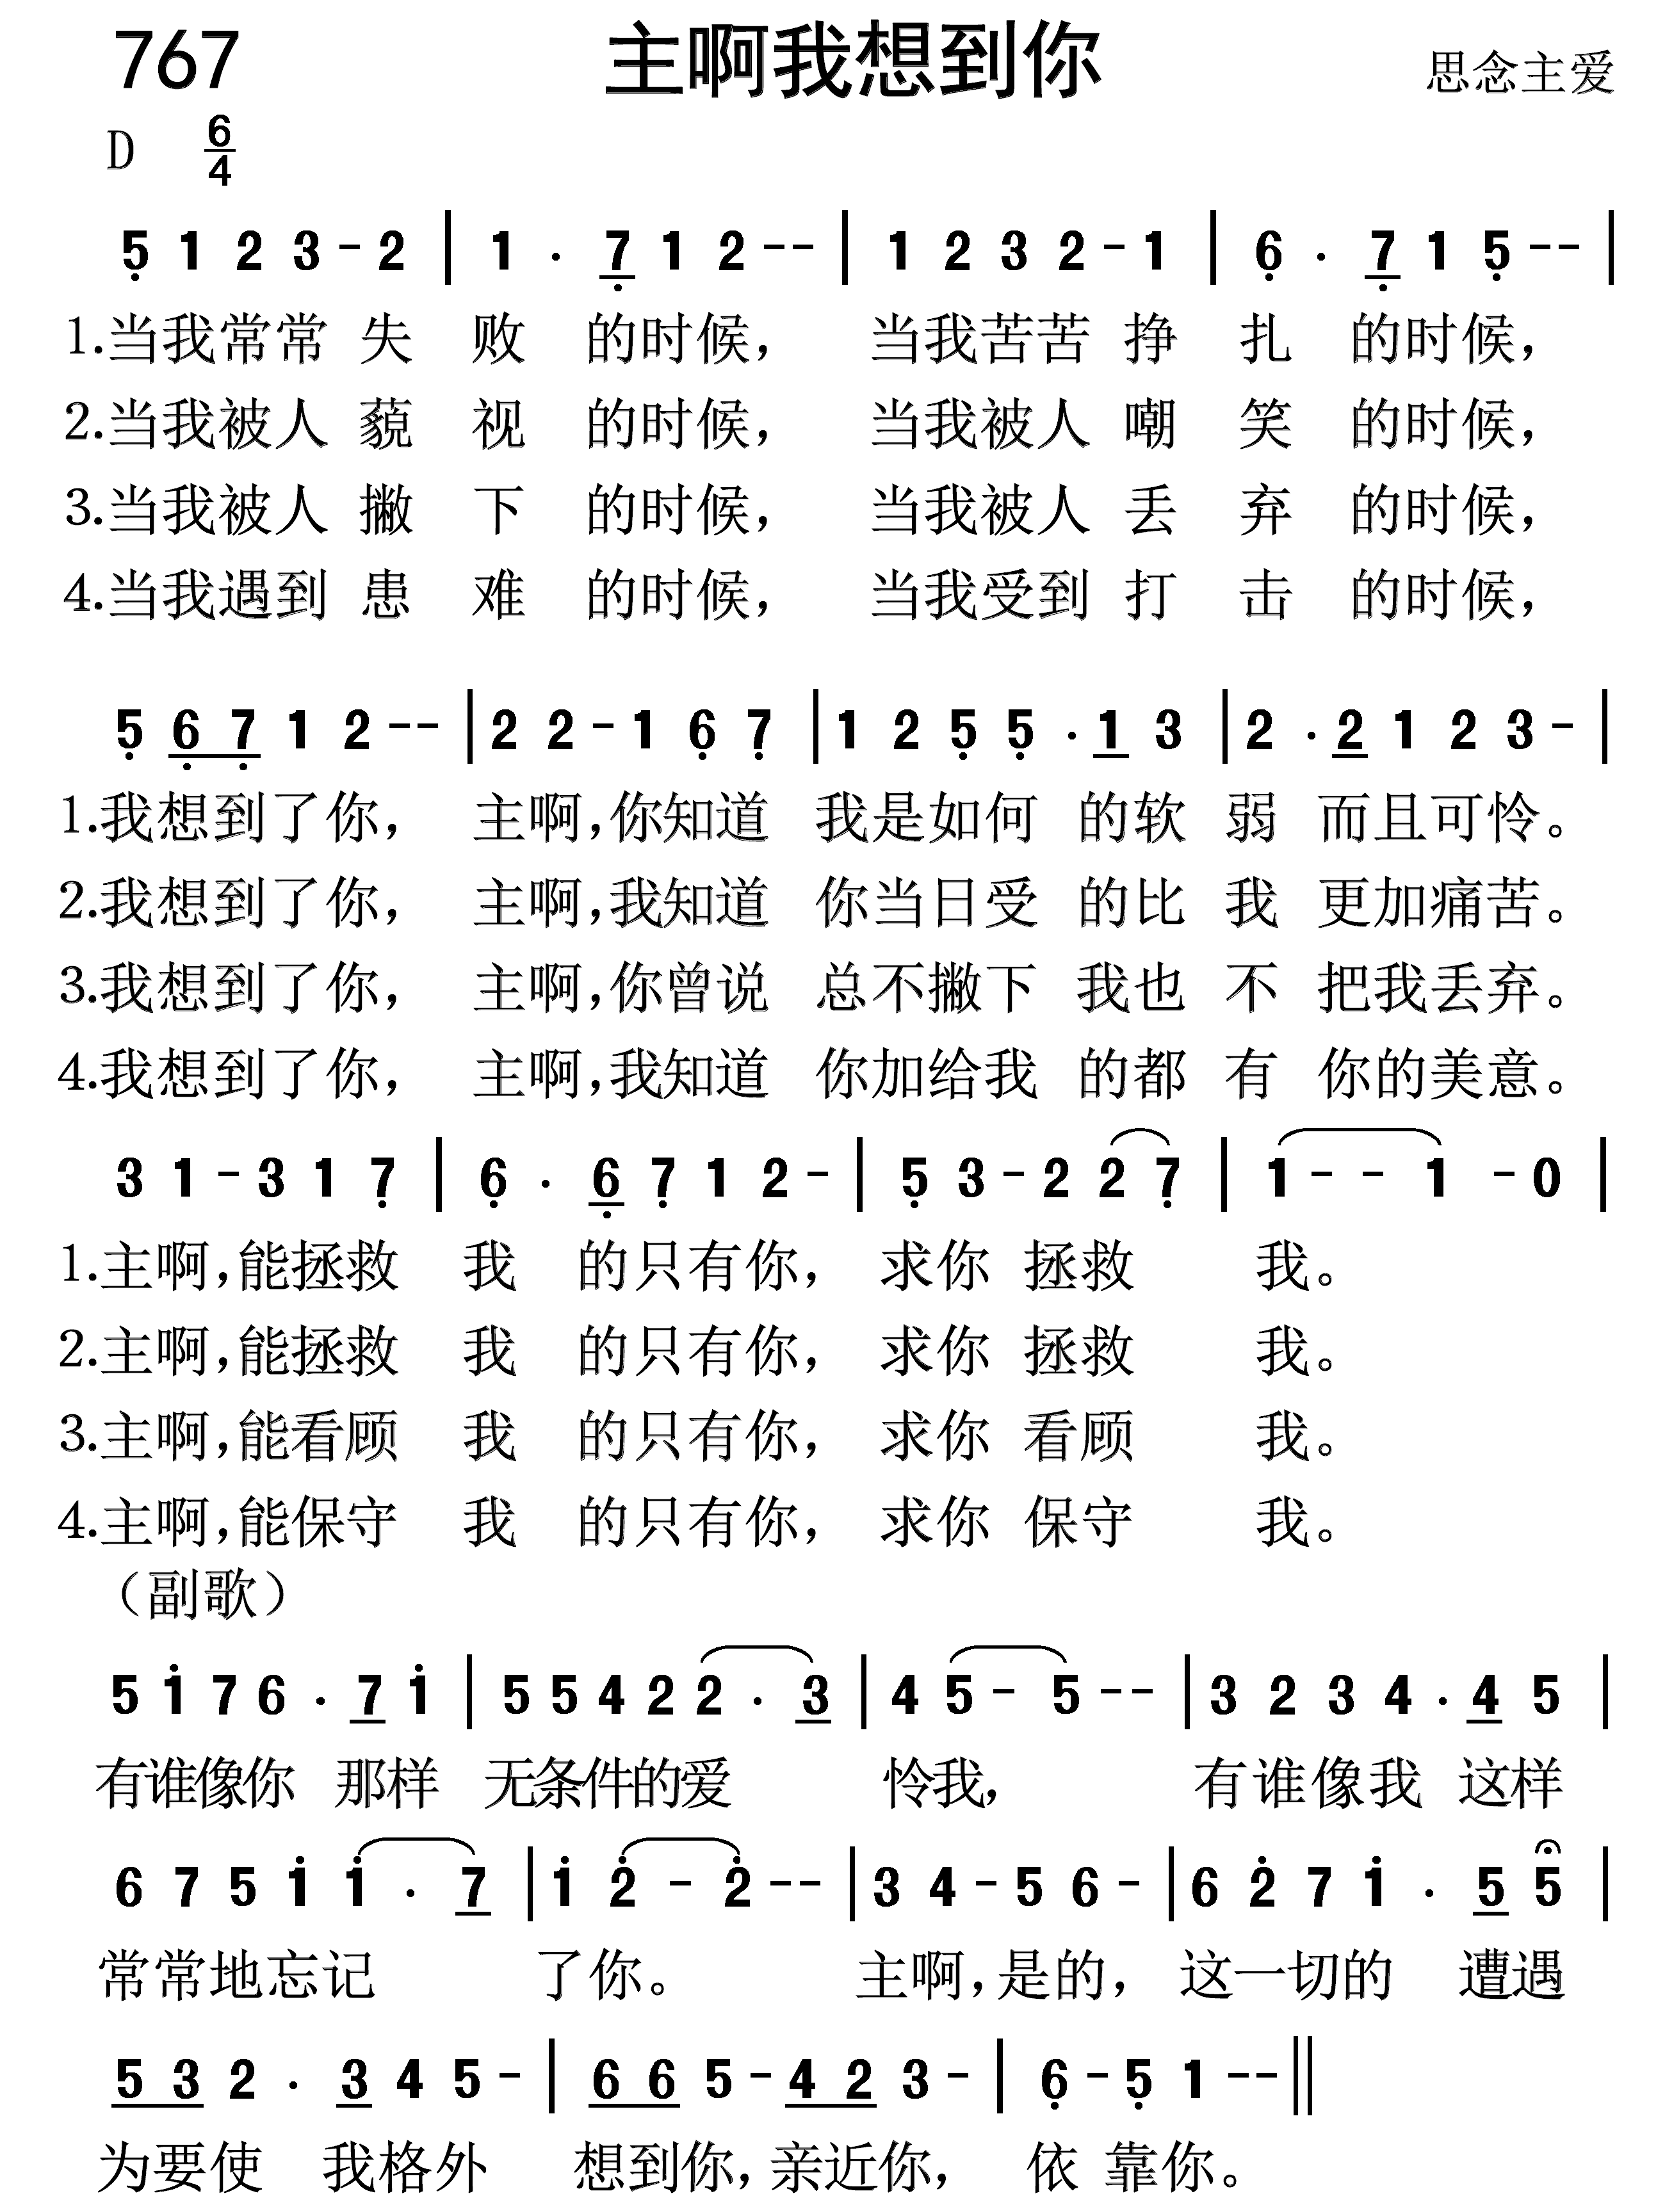 767 主啊我想到你 思念主爱
D 6/4
5̣ 1 2 3 - 2 | 1 · 7̣ 1 2 - - | 1 2 3 2 - 1 | 6̣ · 7̣ 1 5̣ - - |
1.当我常常 失 败 的时候， 当我苦苦 挣 扎 的时候，
2.当我被人 藐 视 的时候， 当我被人 嘲 笑 的时候，
3.当我被人 撇 下 的时候， 当我被人 丢 弃 的时候，
4.当我遇到 患 难 的时候， 当我受到 打 击 的时候，
5̣ 6̣ 7̣ 1 2 - - | 2 2 - 1 6̣ 7̣ | 1 2 5̣ 5̣ · 1 3 | 2 · 2 1 2 3 - |
1.我想到了你， 主啊，你知道 我是如何 的软 弱 而且可怜。
2.我想到了你， 主啊，我知道 你当日受 的比 我 更加痛苦。
3.我想到了你， 主啊，你曾说 总不撇下 我也 不 把我丢弃。
4.我想到了你， 主啊，我知道 你加给我 的都 有 你的美意。
3 1 - 3 1 7̣ | 6̣ · 6̣ 7̣ 1 2 - | 5̣ 3 - 2 2 7̣ | 1 - - 1 - 0 |
1.主啊，能拯救 我 的只有你， 求你 拯救 我。
2.主啊，能拯救 我 的只有你， 求你 拯救 我。
3.主啊，能看顾 我 的只有你， 求你 看顾 我。
4.主啊，能保守 我 的只有你， 求你 保守 我。
（副歌）
5 1̇ 7 6 · 7 1̇ | 5 5 4 2 2 · 3 | 4 5 - 5 - - | 3 2 3 4 · 4 5 |
有谁像你 那样 无条件的爱 怜我， 有谁像我 这样
6 7 5 1̇ 1̇ · 7 | 1̇ 2̇ - 2̇ - - | 3 4 - 5 6 - | 6 2̇ 7 1̇ · 5 5 |
常常地忘记 了你。 主啊，是的， 这一切的 遭遇
5 3 2 · 3 4 5 - | 6 6 5 - 4 2 3 - | 6̣ - 5̣ 1 - - ‖
为要使 我格外 想到你，亲近你， 依 靠你。